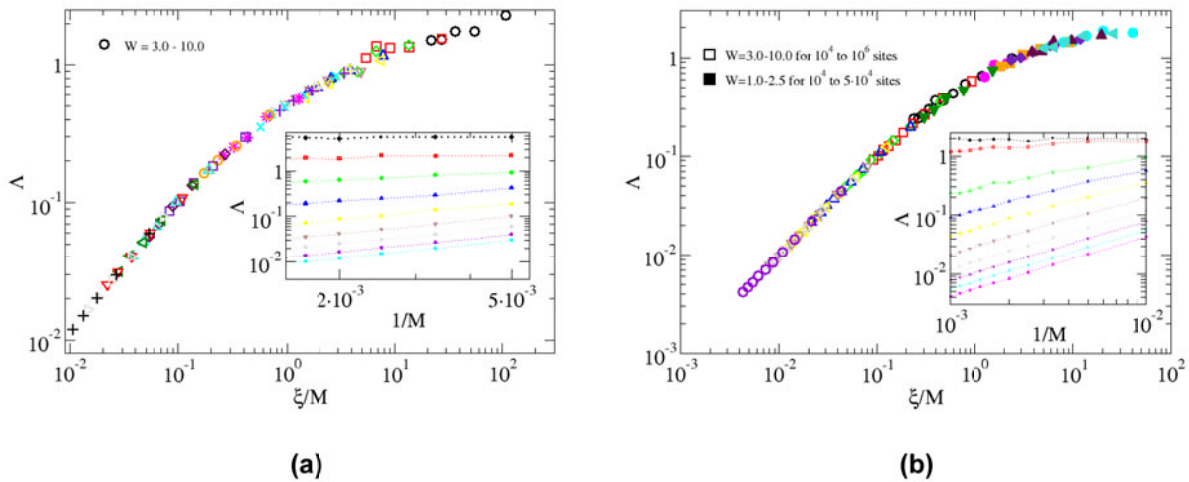 1
10⁻¹
10⁻²
Λ
W = 3.0 - 10.0
1
10⁻¹
10⁻²
Λ
2·10⁻³
5·10⁻³
1/M
10⁻²
10⁻¹
10⁰
10¹
10²
ξ/M
(a)
1
10⁻¹
10⁻²
10⁻³
Λ
W=3.0-10.0 for 10⁴ to 10⁶ sites
W=1.0-2.5 for 10⁴ to 5·10⁴ sites
1
10⁻¹
10⁻²
Λ
10⁻³
10⁻²
1/M
10⁻³
10⁻²
10⁻¹
10⁰
10¹
10²
ξ/M
(b)